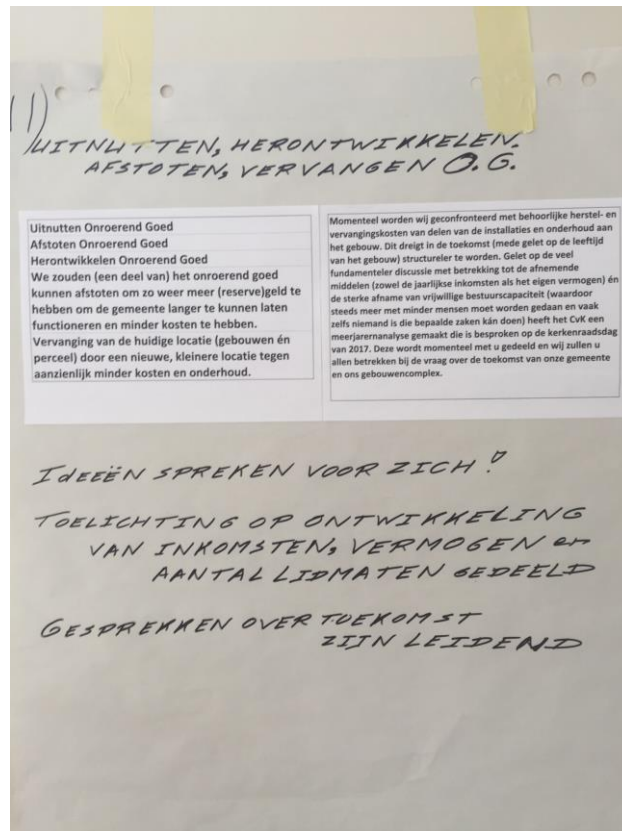 11)
UITNUTTEN, HERONTWIKKELEN.
AFSTOTEN, VERVANGEN O.G.
Uitnutten Onroerend Goed
Afstoten Onroerend Goed
Herontwikkelen Onroerend Goed
We zouden (een deel van) het onroerend goed
kunnen afstoten om zo weer meer (reserve)geld te
hebben om de gemeente langer te kunnen laten
functioneren en minder kosten te hebben.
Vervanging van de huidige locatie (gebouwen én
perceel) door een nieuwe, kleinere locatie tegen
aanzienlijk minder kosten en onderhoud.
Momenteel worden wij geconfronteerd met behoorlijke herstel- en
vervangingskosten van delen van de installaties en onderhoud aan
het gebouw. Dit dreigt in de toekomst (mede gelet op de leeftijd
van het gebouw) structureler te worden. Gelet op de veel
fundamenteler discussie met betrekking tot de afnemende
middelen (zowel de jaarlijkse inkomsten als het eigen vermogen) én
de sterke afname van vrijwillige bestuurscapaciteit (waardoor
steeds meer met minder mensen moet worden gedaan en vaak
zelfs niemand is die bepaalde zaken kán doen) heeft het CvK een
meerjarenanalyse gemaakt die is besproken op de kerkenraadsdag
van 2017. Deze wordt momenteel met u gedeeld en wij zullen u
allen betrekken bij de vraag over de toekomst van onze gemeente
en ons gebouwencomplex.
IDEEËN SPREKEN VOOR ZICH!
TOELICHTING OP ONTWIKKELING
VAN INKOMSTEN, VERMOGEN en
AANTAL LIDMATEN GEDEELD
GESPREKKEN OVER TOEKOMST
ZIJN LEIDEND